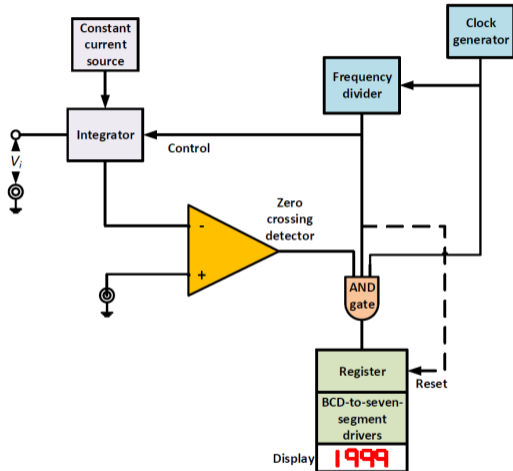 Constant
current
source
Clock
generator
Frequency
divider
Integrator
Control
Vi
Zero
crossing
detector
-
+
AND
gate
Register
Reset
BCD-to-seven-
segment
drivers
Display
1999